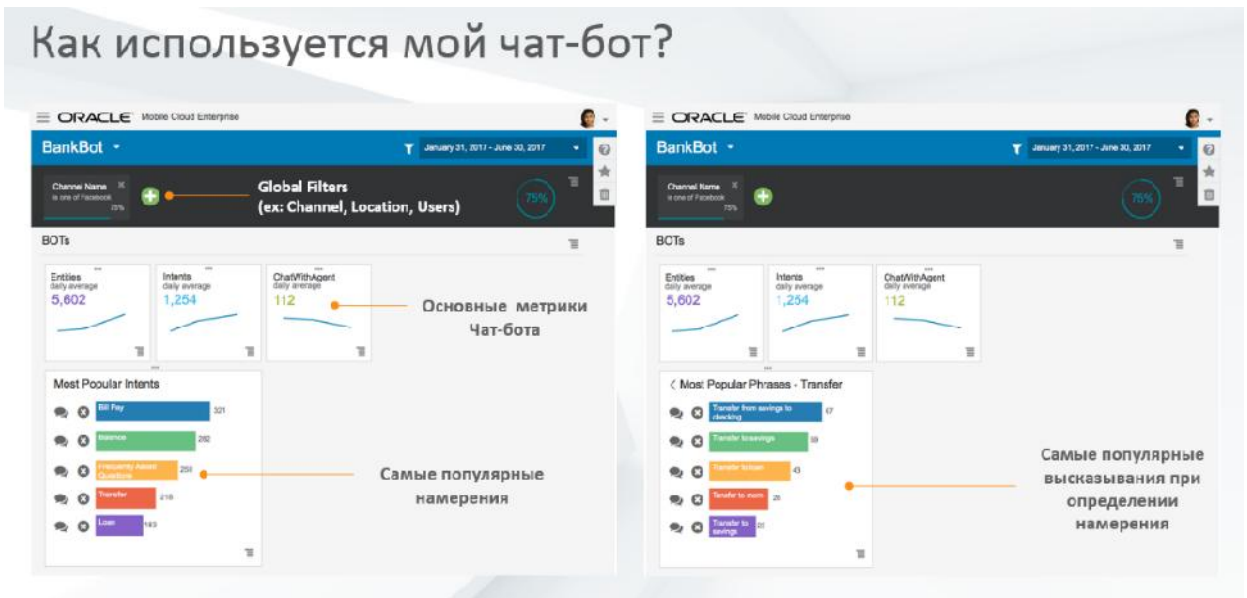 Как используется мой чат-бот?
ORACLE Mobile Cloud Enterprise
BankBot
January 31, 2017 - June 30, 2017
Channel Name
is one of Facebook
75%
Global Filters
(ex: Channel, Location, Users)
75%
BOTs
Entities
daily average
5,602
Intents
daily average
1,254
ChatWithAgent
daily average
112
Основные метрики
Чат-бота
Most Popular Intents
Bill Pay 321
Balance 282
Frequently Asked
Questions
Transfer
Loan
Самые популярные
намерения
ORACLE Mobile Cloud Enterprise
BankBot
January 31, 2017 - June 30, 2017
Channel Name
is one of Facebook
75%
BOTs
Entities
daily average
5,602
Intents
daily average
1,254
ChatWithAgent
daily average
112
Most Popular Phrases - Transfer
Transfer from savings to
checking
Transfer to savings
Transfer to loan
to mom
Transfer to
savings
Самые популярные
высказывания при
определении
намерения